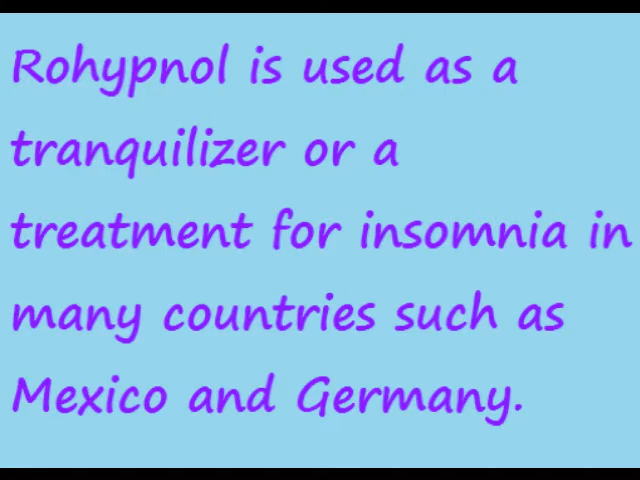 Rohypnol is used as a
tranquilizer or a
treatment for insomnia in
many countries such as
Mexico and Germany.